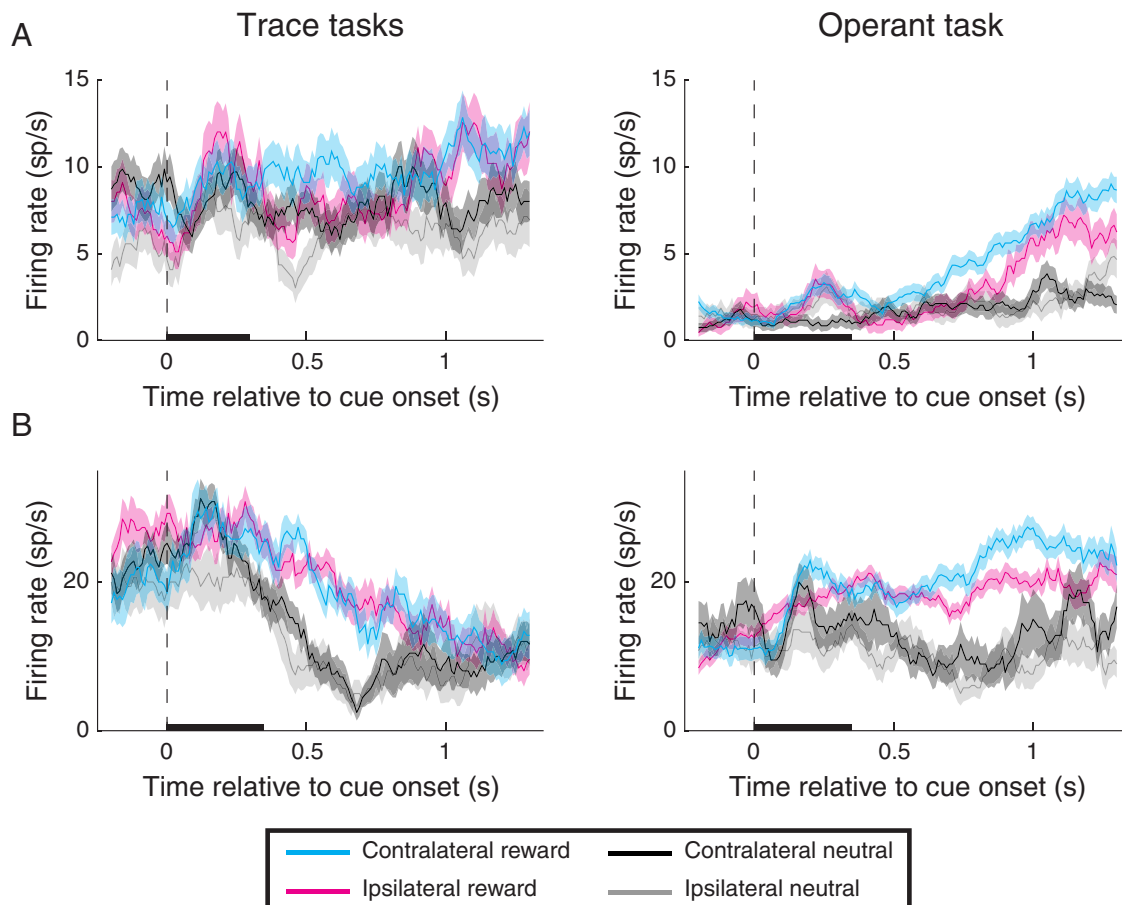 Trace tasks
Operant task
A
15
10
5
0
Firing rate (sp/s)
0
0.5
1
Time relative to cue onset (s)
15
10
5
0
Firing rate (sp/s)
0
0.5
1
Time relative to cue onset (s)
B
20
0
Firing rate (sp/s)
0
0.5
1
Time relative to cue onset (s)
20
0
Firing rate (sp/s)
0
0.5
1
Time relative to cue onset (s)
Contralateral reward
Contralateral neutral
Ipsilateral reward
Ipsilateral neutral